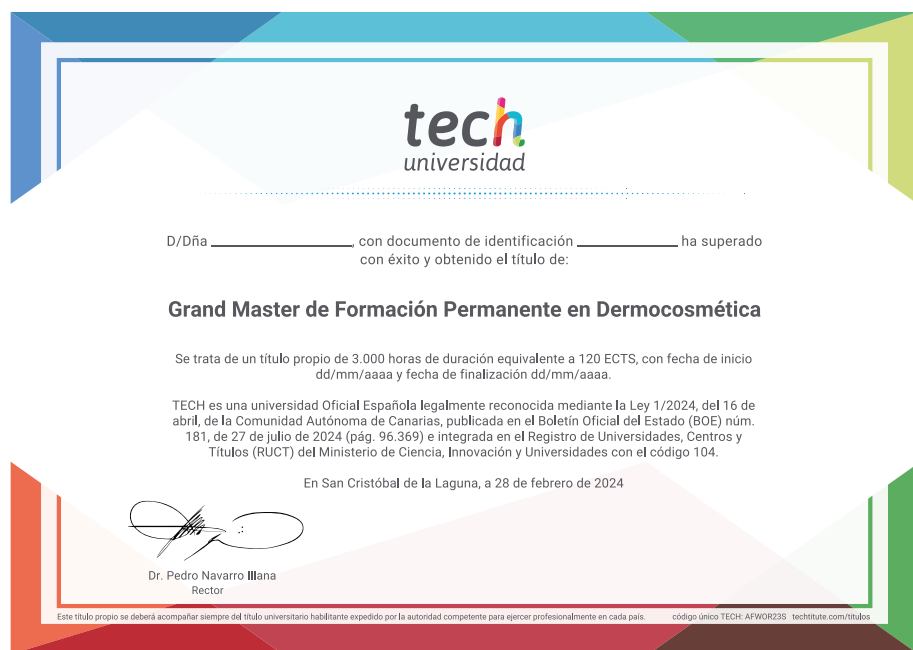 tech
universidad
D/Dña ____________________, con documento de identificación ______________ ha superado
con éxito y obtenido el título de:
Grand Master de Formación Permanente en Dermocosmética
Se trata de un título propio de 3.000 horas de duración equivalente a 120 ECTS, con fecha de inicio
dd/mm/aaaa y fecha de finalización dd/mm/aaaa.
TECH es una universidad Oficial Española legalmente reconocida mediante la Ley 1/2024, del 16 de
abril, de la Comunidad Autónoma de Canarias, publicada en el Boletín Oficial del Estado (BOE) núm.
181, de 27 de julio de 2024 (pág. 96.369) e integrada en el Registro de Universidades, Centros y
Títulos (RUCT) del Ministerio de Ciencia, Innovación y Universidades con el código 104.
En San Cristóbal de la Laguna, a 28 de febrero de 2024
Dr. Pedro Navarro Illana
Rector
Este título propio se deberá acompañar siempre del título universitario habilitante expedido por la autoridad competente para ejercer profesionalmente en cada país. código único TECH: AFWOR23S techtitute.com/titulos